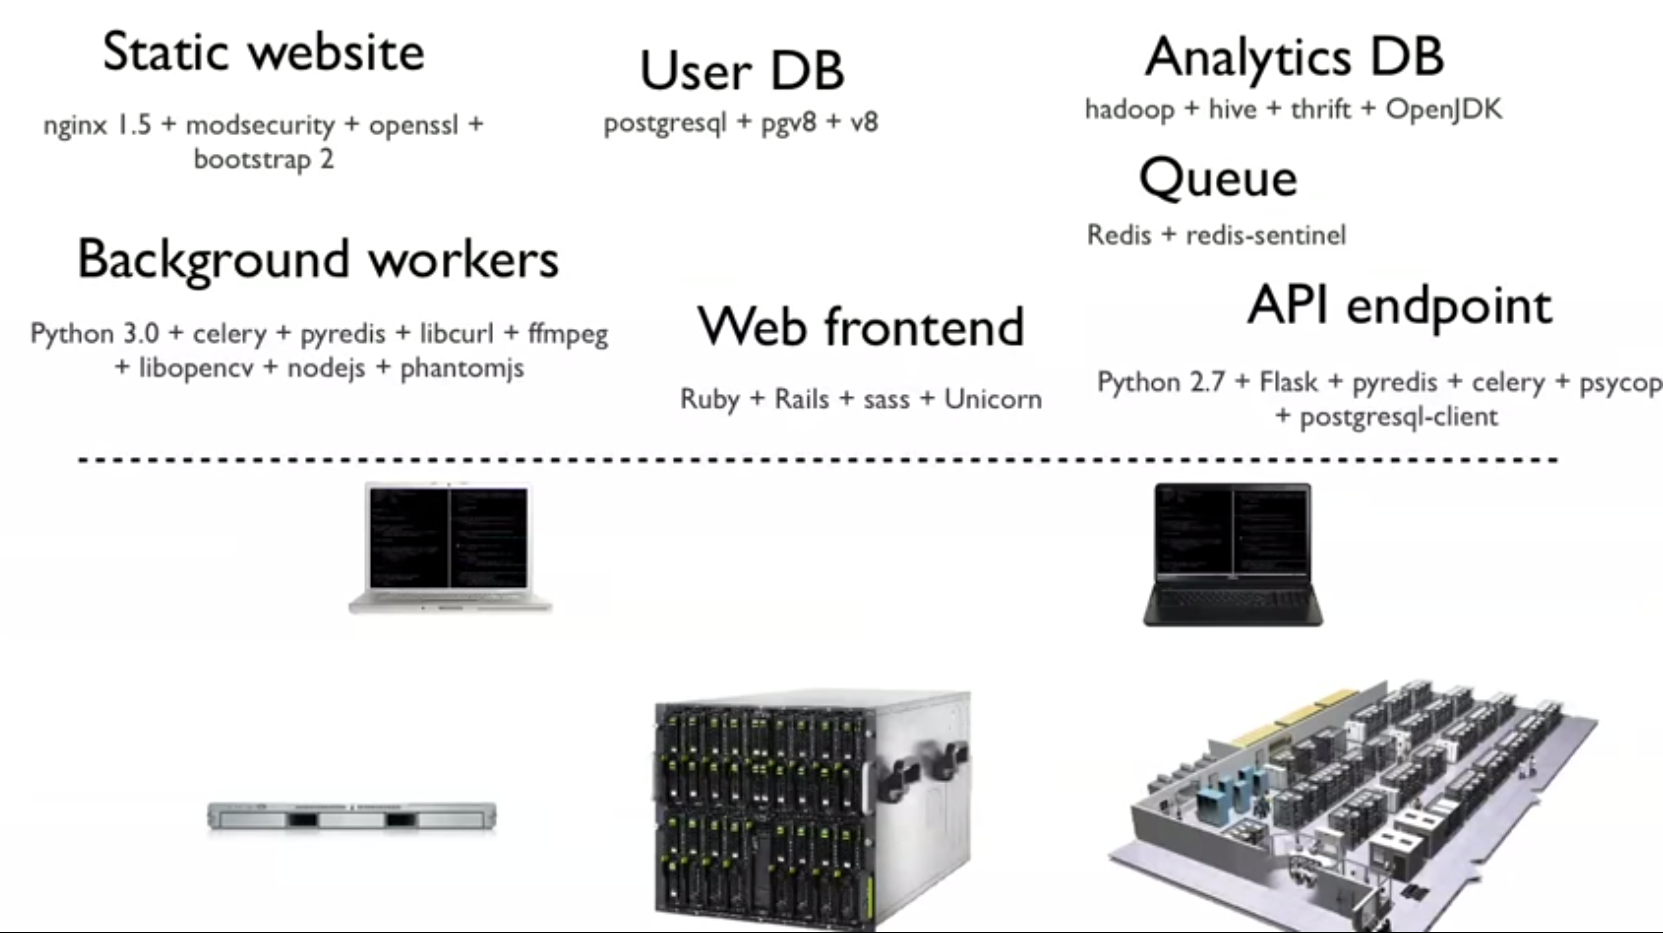 Static website
nginx 1.5 + modsecurity + openssl +
bootstrap 2
User DB
postgresql + pgv8 + v8
Analytics DB
hadoop + hive + thrift + OpenJDK
Queue
Redis + redis-sentinel
Background workers
Python 3.0 + celery + pyredis + libcurl + ffmpeg
+ libopencv + nodejs + phantomjs
Web frontend
Ruby + Rails + sass + Unicorn
API endpoint
Python 2.7 + Flask + pyredis + celery + psycop
+ postgresql-client